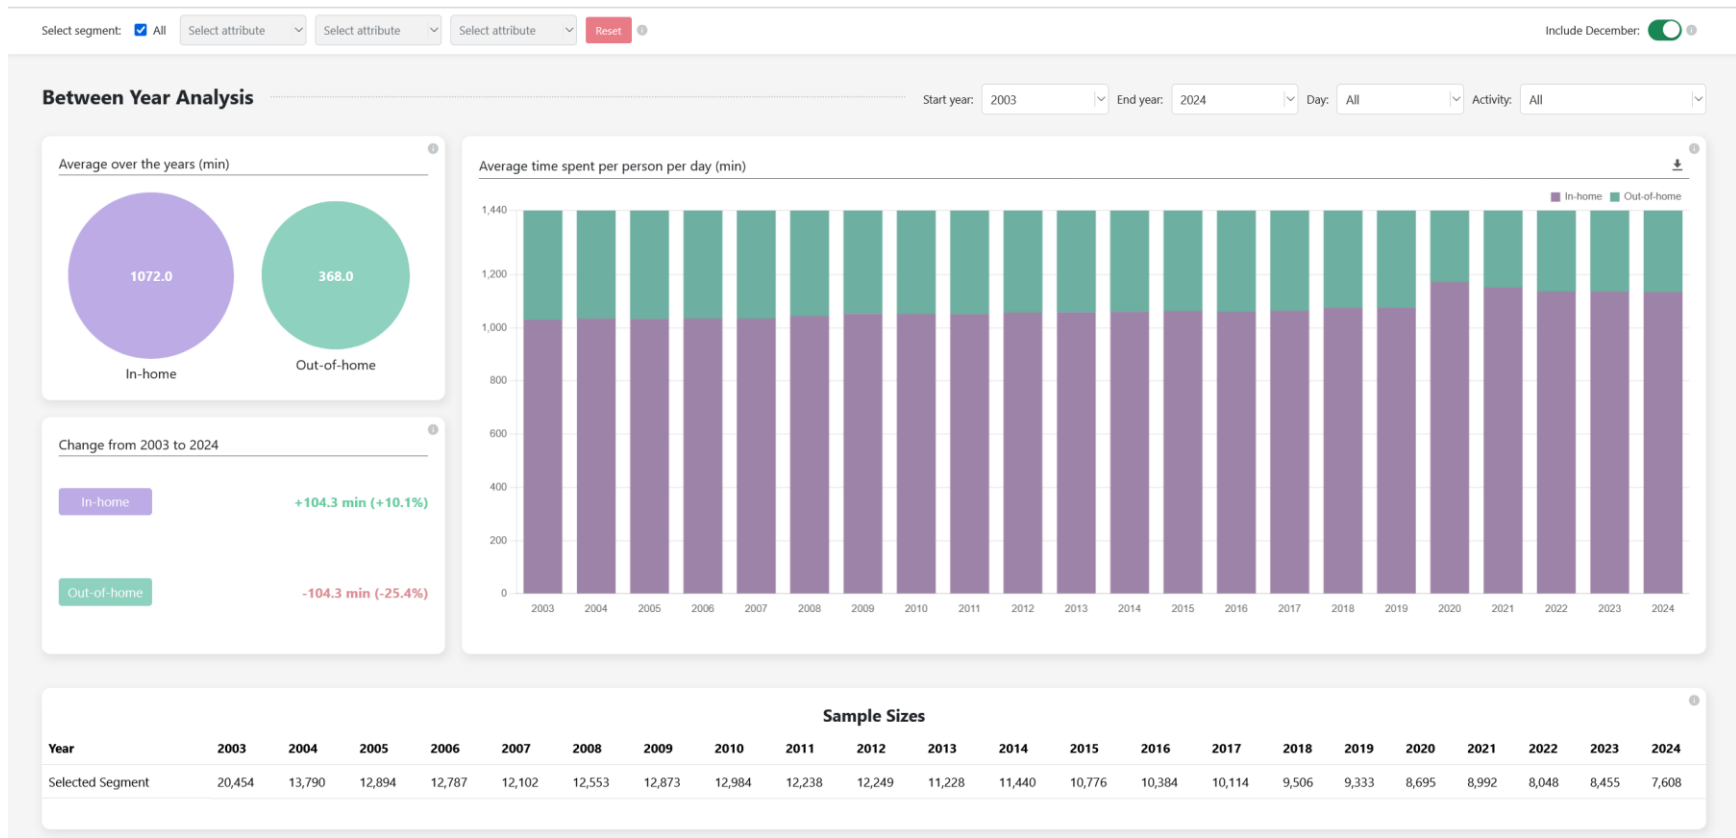 Select segment: All Select attribute Select attribute Select attribute Reset Include December:
Between Year Analysis Start year: 2003 End year: 2024 Day: All Activity: All
Average over the years (min)
1072.0 368.0
In-home Out-of-home
Change from 2003 to 2024
In-home +104.3 min (+10.1%)
Out-of-home -104.3 min (-25.4%)
Average time spent per person per day (min)
In-home Out-of-home
1,440
1,200
1,000
800
600
400
200
0
2003 2004 2005 2006 2007 2008 2009 2010 2011 2012 2013 2014 2015 2016 2017 2018 2019 2020 2021 2022 2023 2024
Sample Sizes
Year 2003 2004 2005 2006 2007 2008 2009 2010 2011 2012 2013 2014 2015 2016 2017 2018 2019 2020 2021 2022 2023 2024
Selected Segment 20,454 13,790 12,894 12,787 12,102 12,553 12,873 12,984 12,238 12,249 11,228 11,440 10,776 10,384 10,114 9,506 9,333 8,695 8,992 8,048 8,455 7,608